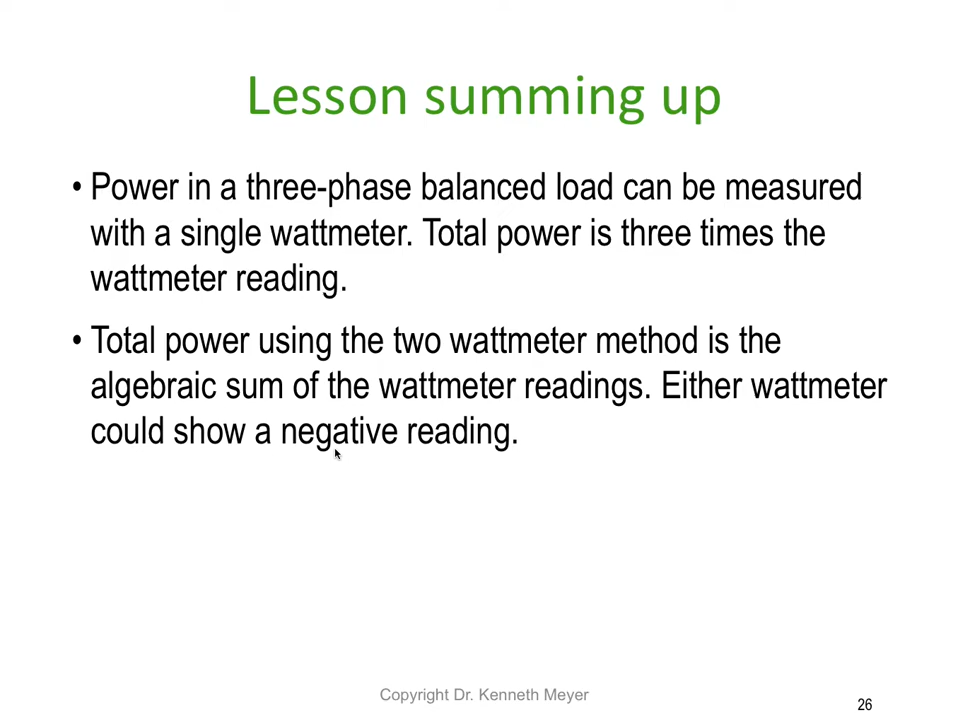 Lesson summing up
• Power in a three-phase balanced load can be measured
with a single wattmeter. Total power is three times the
wattmeter reading.
• Total power using the two wattmeter method is the
algebraic sum of the wattmeter readings. Either wattmeter
could show a negative reading.
Copyright Dr. Kenneth Meyer
26